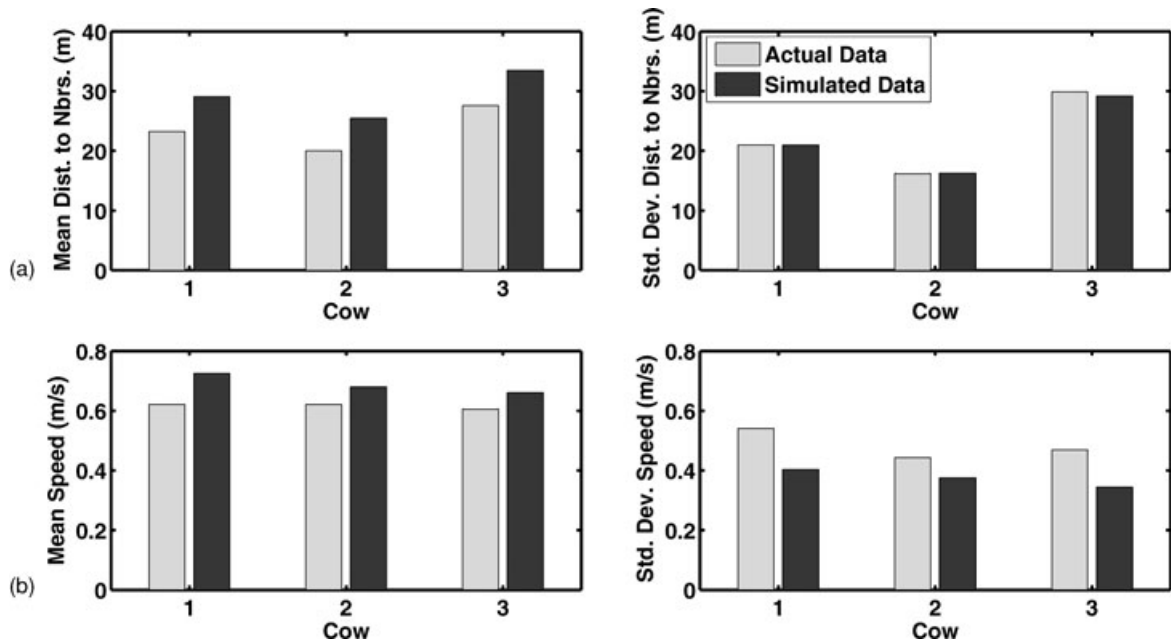 (a)
Mean Dist. to Nbrs. (m)
40
30
20
10
0
1 2 3
Cow
Std. Dev. Dist. to Nbrs. (m)
40
30
20
10
0
Actual Data
Simulated Data
1 2 3
Cow
(b)
Mean Speed (m/s)
0.8
0.6
0.4
0.2
0
1 2 3
Cow
Std. Dev. Speed (m/s)
0.8
0.6
0.4
0.2
0
1 2 3
Cow